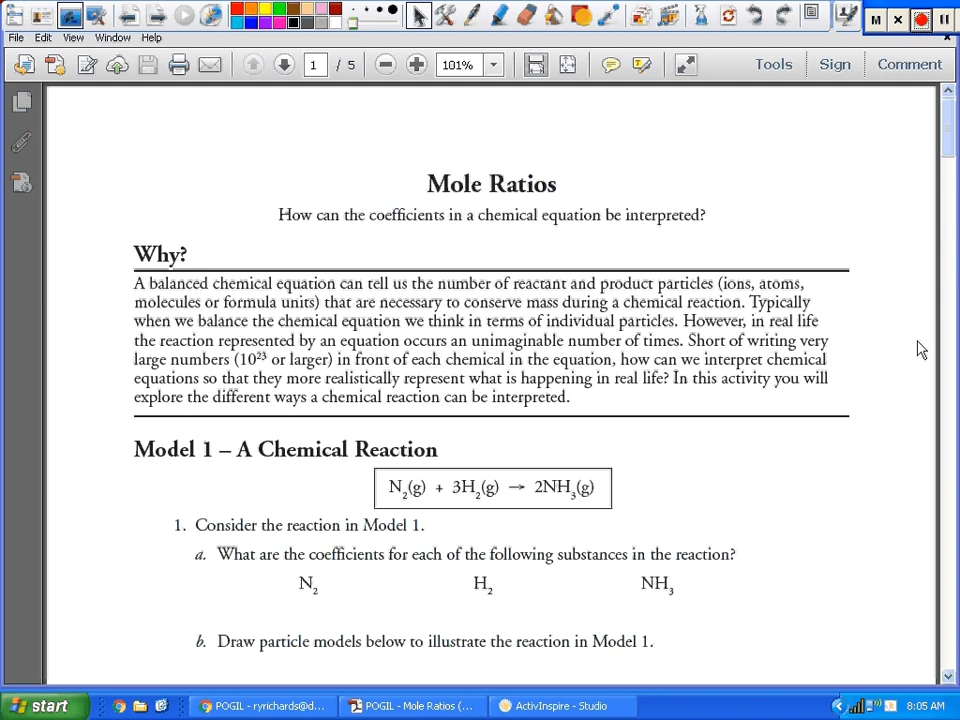 M
File Edit View Window Help
1 / 5 101% Tools Sign Comment
Mole Ratios
How can the coefficients in a chemical equation be interpreted?
Why?
A balanced chemical equation can tell us the number of reactant and product particles (ions, atoms,
molecules or formula units) that are necessary to conserve mass during a chemical reaction. Typically
when we balance the chemical equation we think in terms of individual particles. However, in real life
the reaction represented by an equation occurs an unimaginable number of times. Short of writing very
large numbers (10²³ or larger) in front of each chemical in the equation, how can we interpret chemical
equations so that they more realistically represent what is happening in real life? In this activity you will
explore the different ways a chemical reaction can be interpreted.
Model 1 – A Chemical Reaction
N₂(g) + 3H₂(g) → 2NH₃(g)
1. Consider the reaction in Model 1.
a. What are the coefficients for each of the following substances in the reaction?
N₂ H₂ NH₃
b. Draw particle models below to illustrate the reaction in Model 1.
start POGIL - ryrichards@d... POGIL - Mole Ratios (... ActivInspire - Studio 8:05 AM